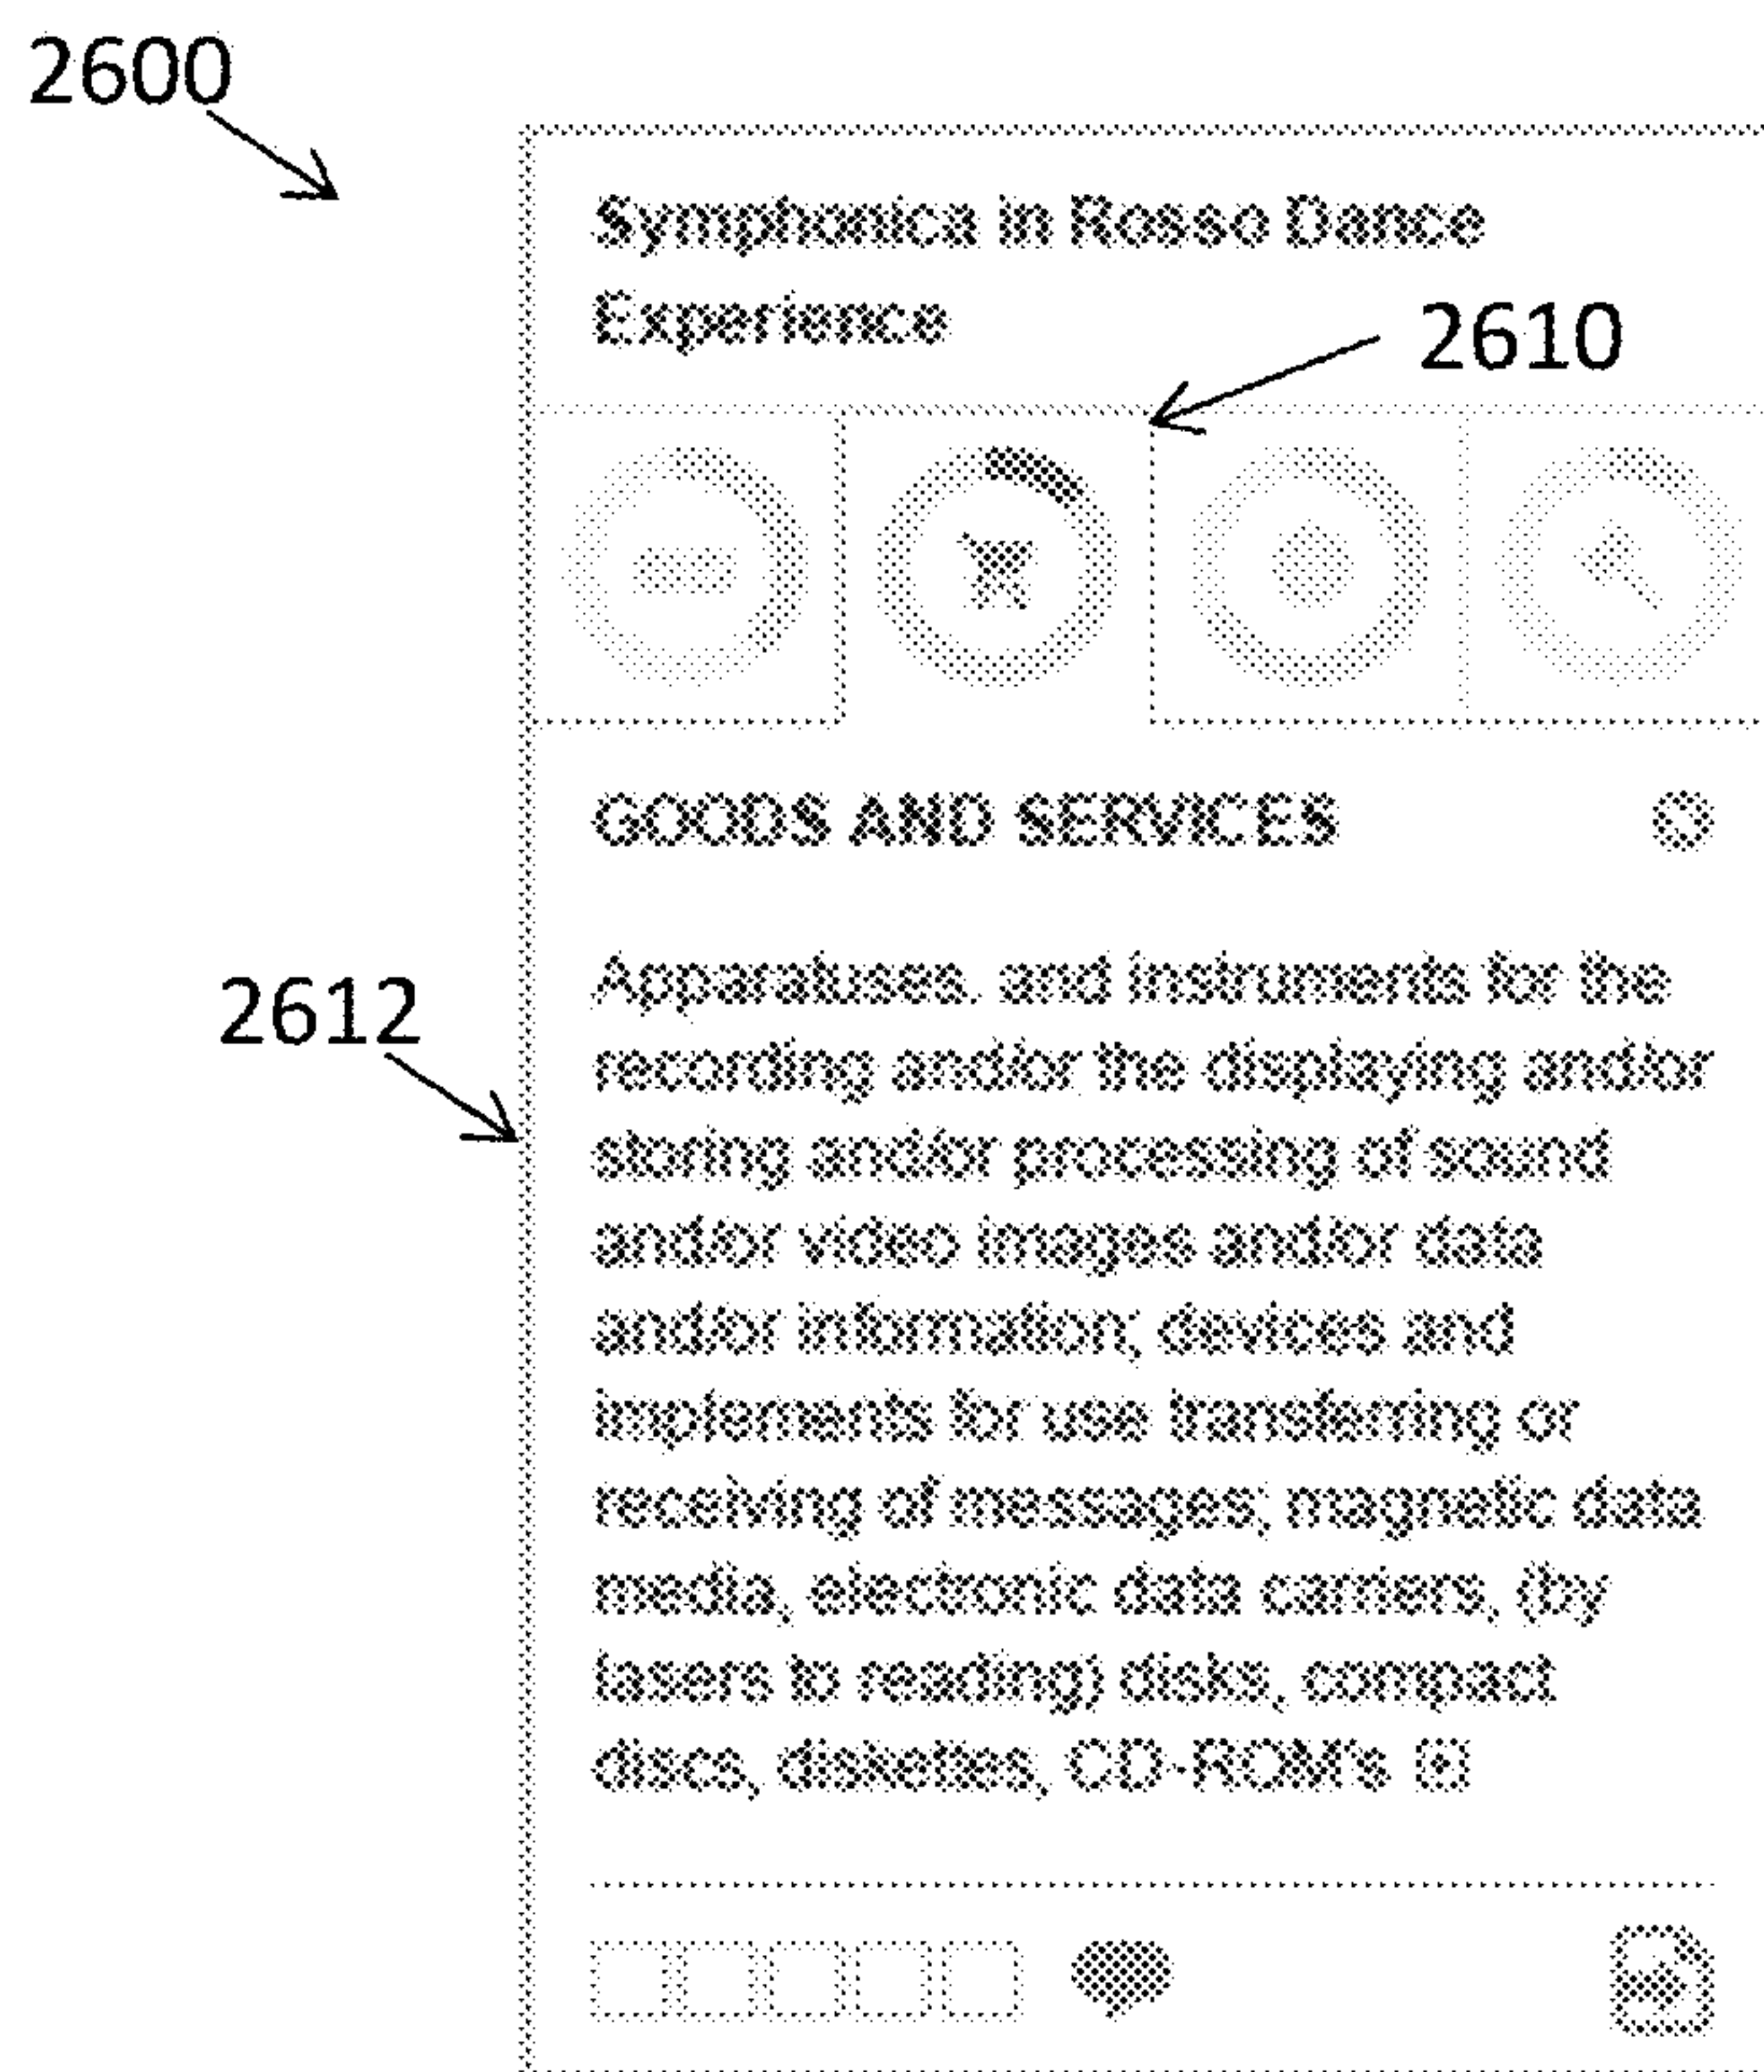 2600
Symphonica in Rosso Dance
Experience
2610
GOODS AND SERVICES
2612
Apparatuses. and instruments for the
recording and/or the displaying and/or
storing and/or processing of sound
and/or video images and/or data
and/or information; devices and
implements for use transferring or
receiving of messages; magnetic data
media, electronic data carriers, (by
lasers to reading) disks, compact
discs, diskettes, CD-ROM's